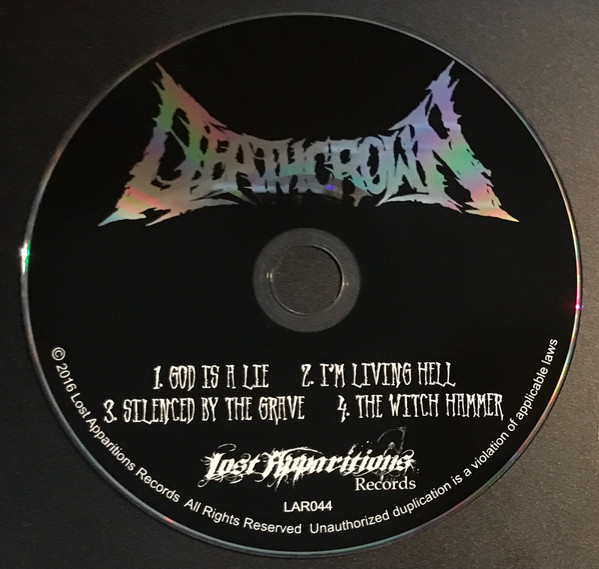 DEATHCROWN
1. GOD IS A LIE 2. I'M LIVING HELL
3. SILENCED BY THE GRAVE 4. THE WITCH HAMMER
Lost Apparitions
Records
LAR044
© 2016 Lost Apparitions Records All Rights Reserved Unauthorized duplication is a violation of applicable laws